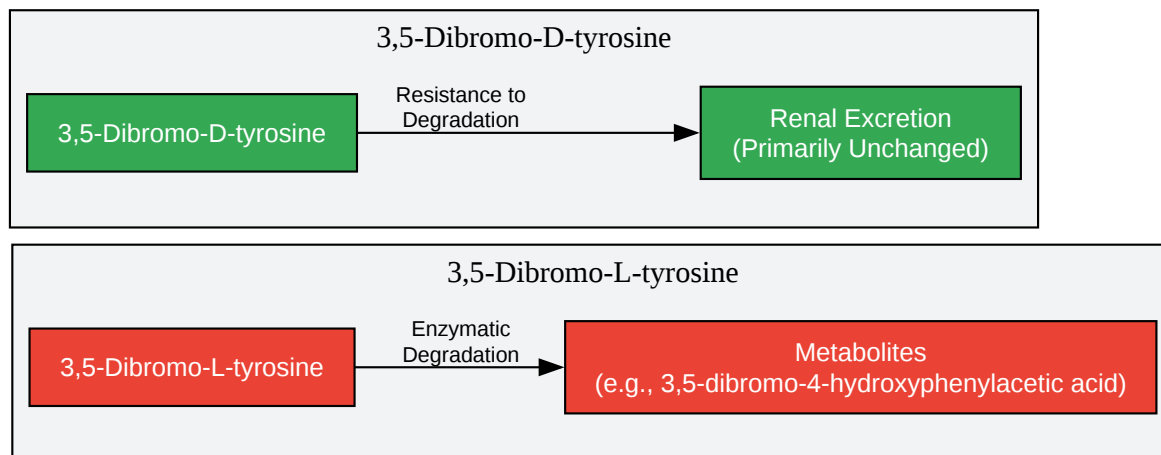 3,5-Dibromo-D-tyrosine
3,5-Dibromo-D-tyrosine
Resistance to
Degradation
Renal Excretion
(Primarily Unchanged)
3,5-Dibromo-L-tyrosine
3,5-Dibromo-L-tyrosine
Enzymatic
Degradation
Metabolites
(e.g., 3,5-dibromo-4-hydroxyphenylacetic acid)